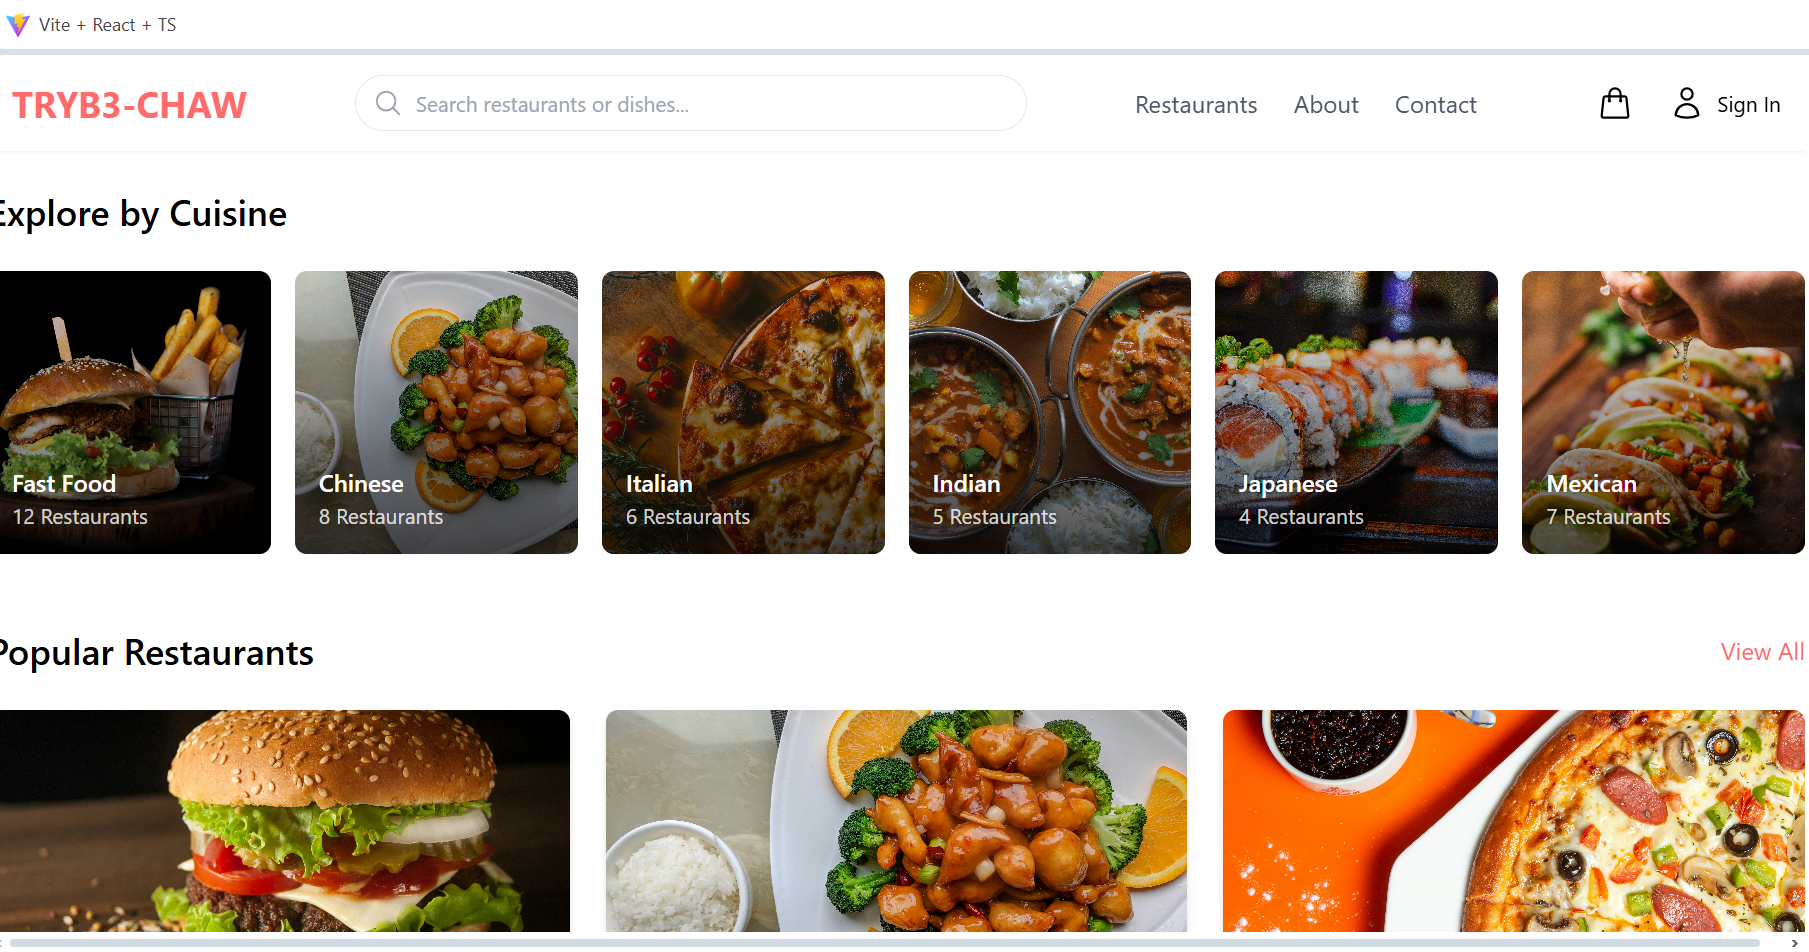 Vite + React + TS
TRYB3-CHAW
Search restaurants or dishes...
Restaurants
About
Contact
Sign In
Explore by Cuisine
Fast Food
12 Restaurants
Chinese
8 Restaurants
Italian
6 Restaurants
Indian
5 Restaurants
Japanese
4 Restaurants
Mexican
7 Restaurants
Popular Restaurants
View All